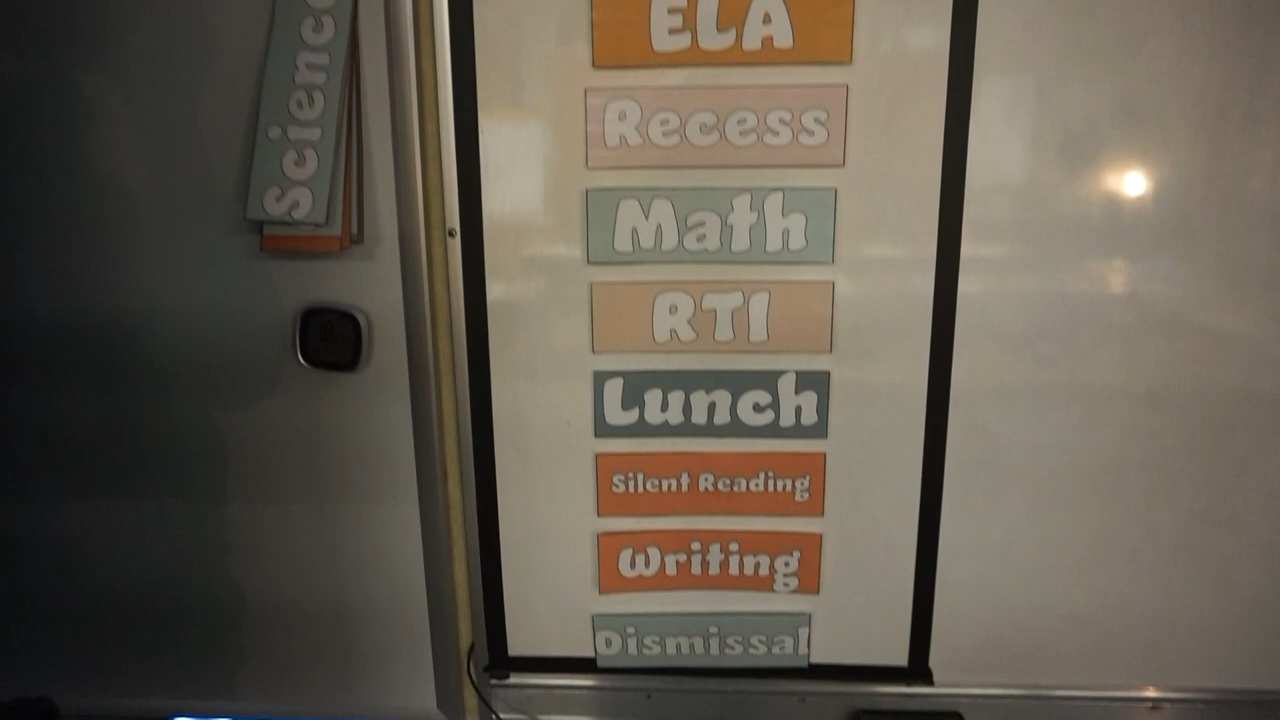 Science
ELA
Recess
Math
RTI
Lunch
Silent Reading
Writing
Dismissal